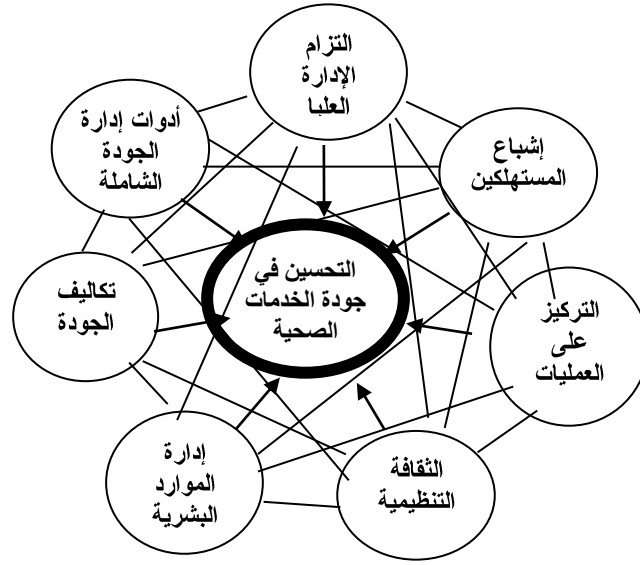 التزام
الإدارة
العليا
إشباع
المستهلكين
التركيز
على
العمليات
الثقافة
التنظيمية
إدارة
الموارد
البشرية
تكاليف
الجودة
أدوات إدارة
الجودة
الشاملة
التحسين في
جودة الخدمات
الصحية